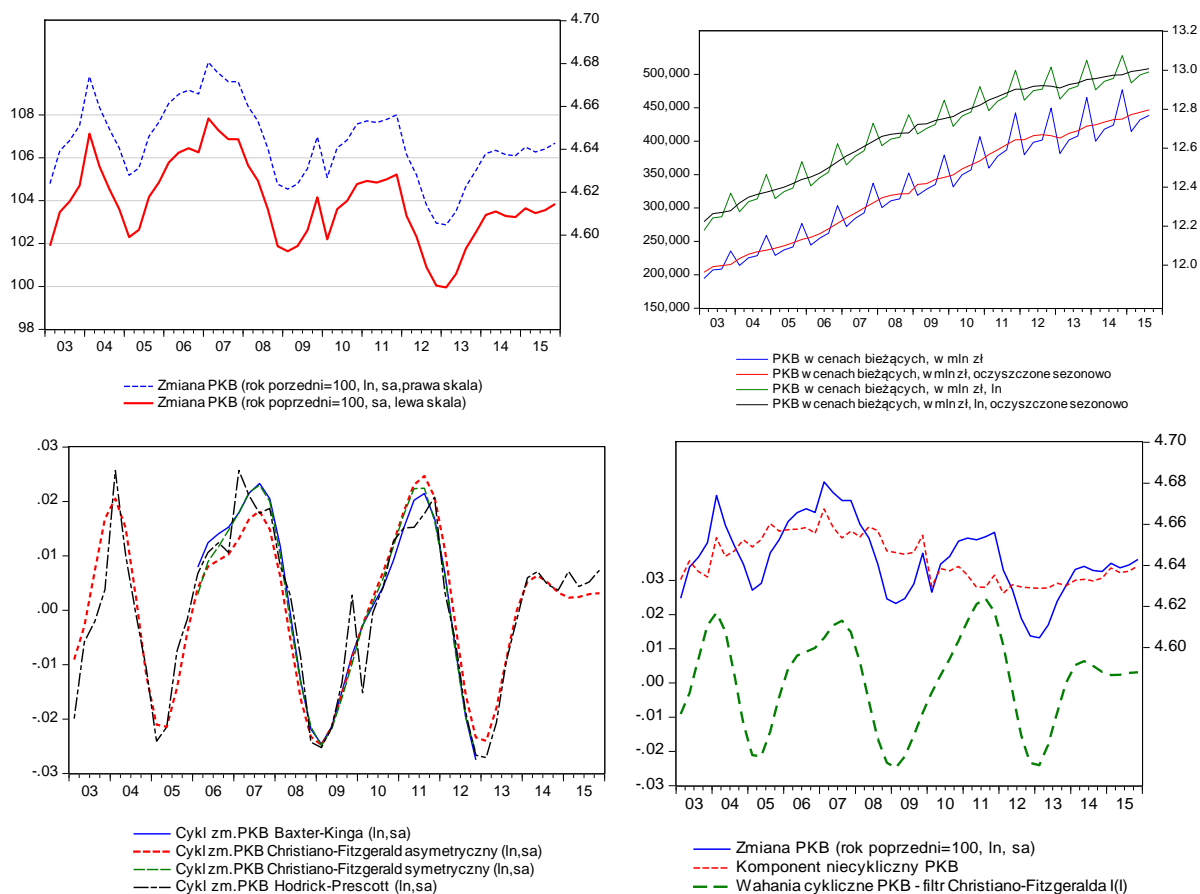 4.70
4.68
4.66
4.64
4.62
4.60
108
106
104
102
100
98
03 04 05 06 07 08 09 10 11 12 13 14 15
Zmiana PKB (rok porzedni=100, ln, sa,prawa skala)
Zmiana PKB (rok poprzedni=100, sa, lewa skala)
13.2
13.0
12.8
12.6
12.4
12.2
12.0
500,000
450,000
400,000
350,000
300,000
250,000
200,000
150,000
03 04 05 06 07 08 09 10 11 12 13 14 15
PKB w cenach bieżących, w mln zł
PKB w cenach bieżących, w mln zł, oczyszczone sezonowo
PKB w cenach bieżących, w mln zł, ln
PKB w cenach bieżących, w mln zł, ln, oczyszczone sezonowo
.03
.02
.01
.00
-.01
-.02
-.03
03 04 05 06 07 08 09 10 11 12 13 14 15
Cykl zm.PKB Baxter-Kinga (ln,sa)
Cykl zm.PKB Christiano-Fitzgerald asymetryczny (ln,sa)
Cykl zm.PKB Christiano-Fitzgerald symetryczny (ln,sa)
Cykl zm.PKB Hodrick-Prescott (ln,sa)
4.70
4.68
4.66
4.64
4.62
4.60
.03
.02
.01
.00
-.01
-.02
-.03
03 04 05 06 07 08 09 10 11 12 13 14 15
Zmiana PKB (rok poprzedni=100, ln, sa)
Komponent niecykliczny PKB
Wahania cykliczne PKB - filtr Christiano-Fitzgeralda I(I)